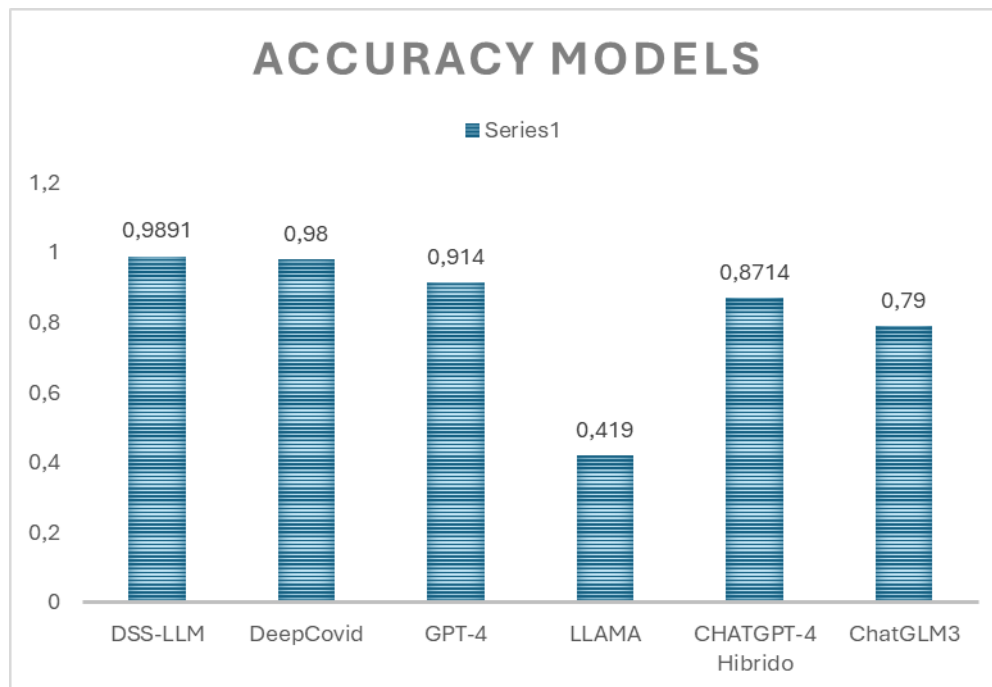 ACCURACY MODELS
Series1
1,2
1
0,8
0,6
0,4
0,2
0
0,9891
0,98
0,914
0,419
0,8714
0,79
DSS-LLM
DeepCovid
GPT-4
LLAMA
CHATGPT-4
Hibrido
ChatGLM3